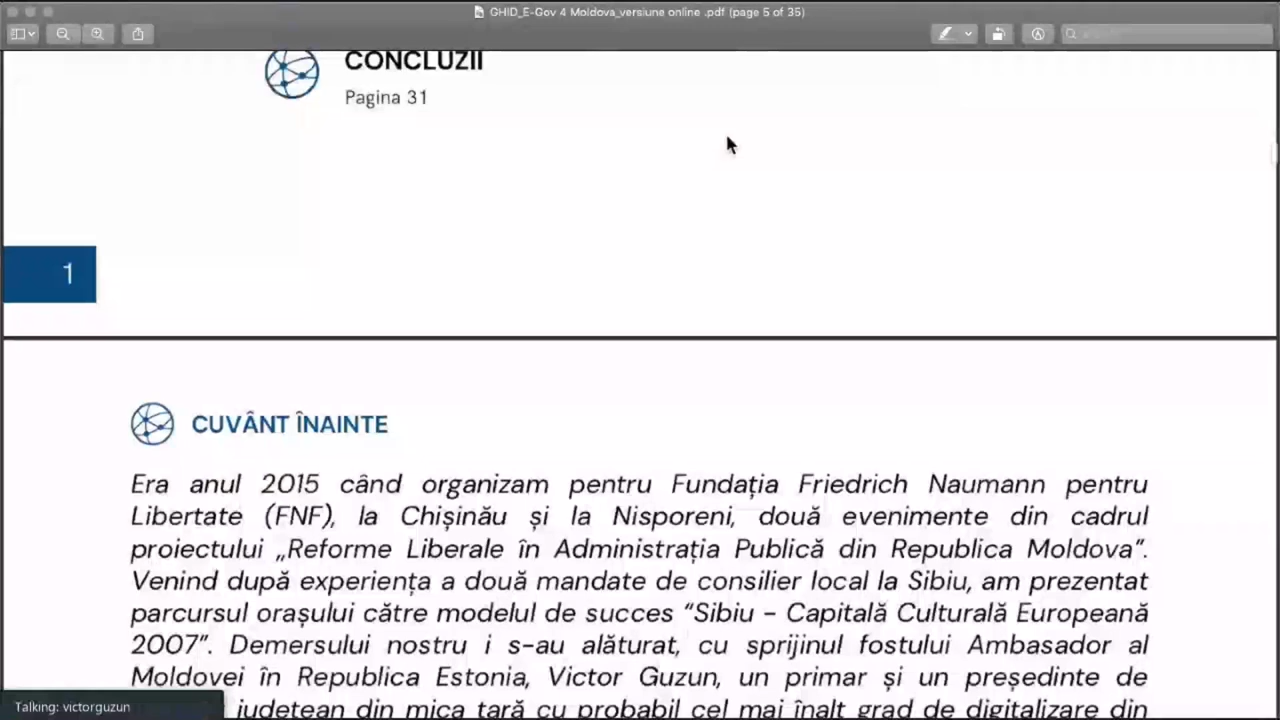 GHID_E-Gov 4 Moldova_versiune online .pdf (page 5 of 35)
CONCLUZII
Pagina 31
1
CUVÂNT ÎNAINTE
Era anul 2015 când organizam pentru Fundația Friedrich Naumann pentru
Libertate (FNF), la Chișinău și la Nisporeni, două evenimente din cadrul
proiectului „Reforme Liberale în Administrația Publică din Republica Moldova”.
Venind după experiența a două mandate de consilier local la Sibiu, am prezentat
parcursul orașului către modelul de succes “Sibiu – Capitală Culturală Europeană
2007”. Demersului nostru i s-au alăturat, cu sprijinul fostului Ambasador al
Moldovei în Republica Estonia, Victor Guzun, un primar și un președinte de
județean din mica țară cu probabil cel mai înalt grad de digitalizare din
Talking: victorguzun